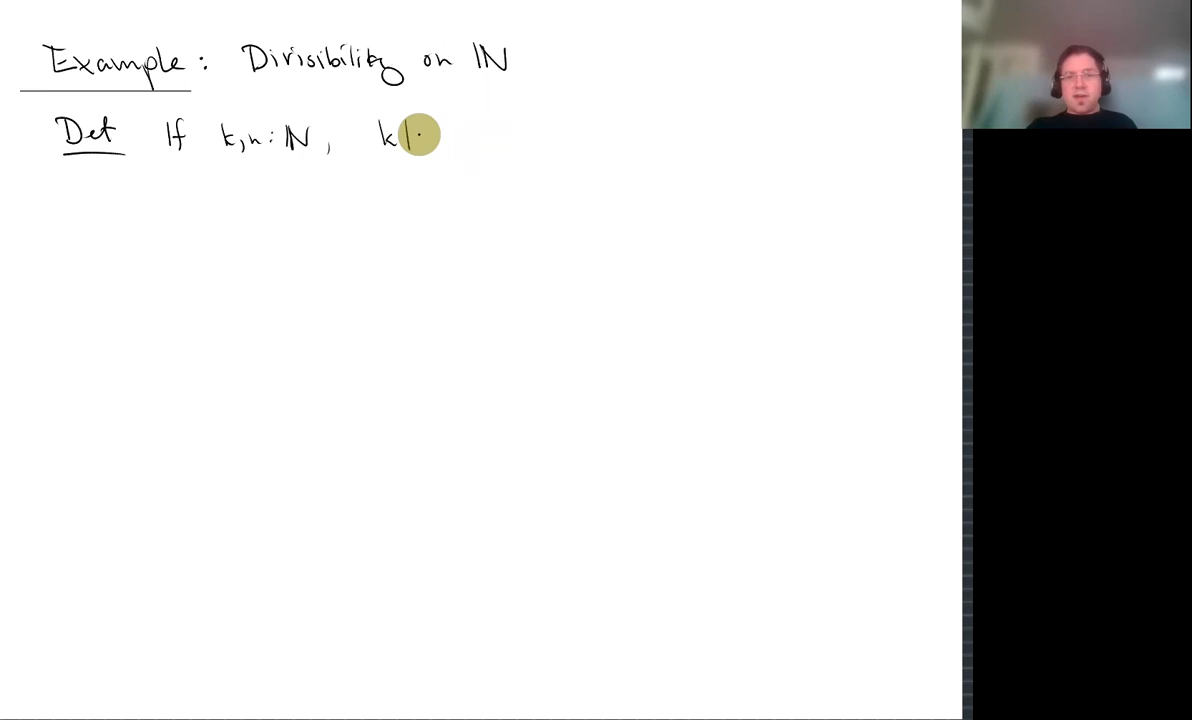 Example: Divisibility on ℕ
Def If k,n:ℕ, k|